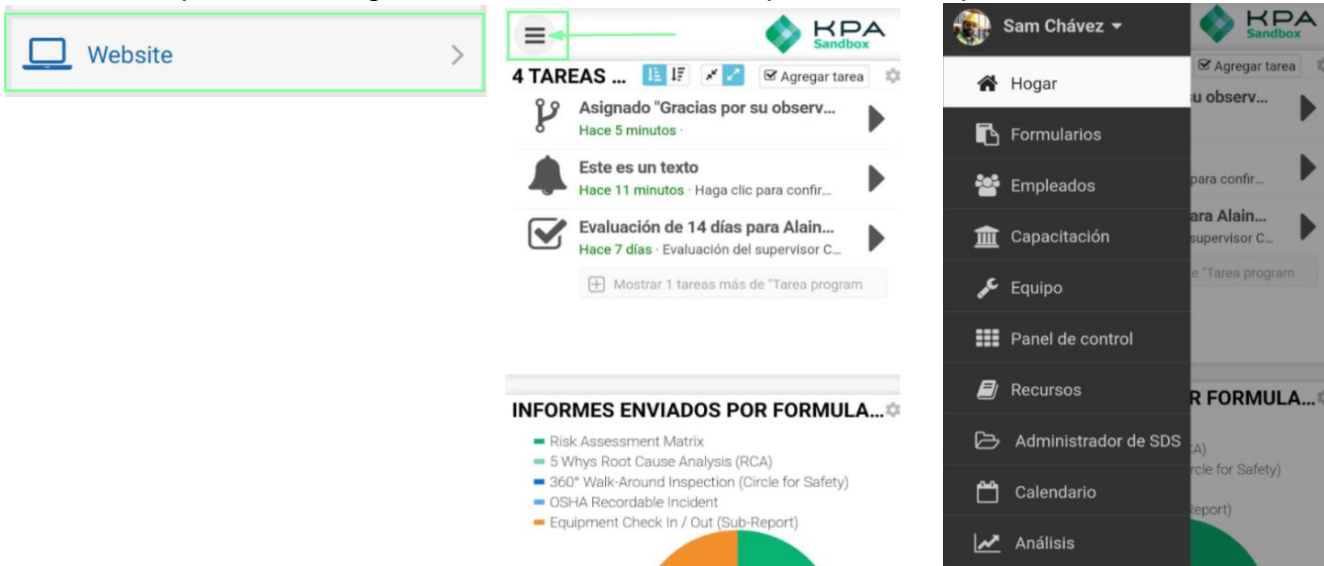 Website
KPA
Sandbox
4 TAREAS ...
Agregar tarea
Asignado "Gracias por su observ...
Hace 5 minutos ·
Este es un texto
Hace 11 minutos · Haga clic para confir...
Evaluación de 14 días para Alain...
Hace 7 días · Evaluación del supervisor C...
Mostrar 1 tareas más de "Tarea program
INFORMES ENVIADOS POR FORMULA...
Risk Assessment Matrix
5 Whys Root Cause Analysis (RCA)
360° Walk-Around Inspection (Circle for Safety)
OSHA Recordable Incident
Equipment Check In / Out (Sub-Report)
Sam Chávez
Hogar
Formularios
Empleados
Capacitación
Equipo
Panel de control
Recursos
Administrador de SDS
Calendario
Análisis
KPA
Sandbox
Agregar tarea
u observ...
para confir...
ara Alain...
supervisor C...
e "Tarea program
R FORMULA...
CA)
rcle for Safety)
Report)